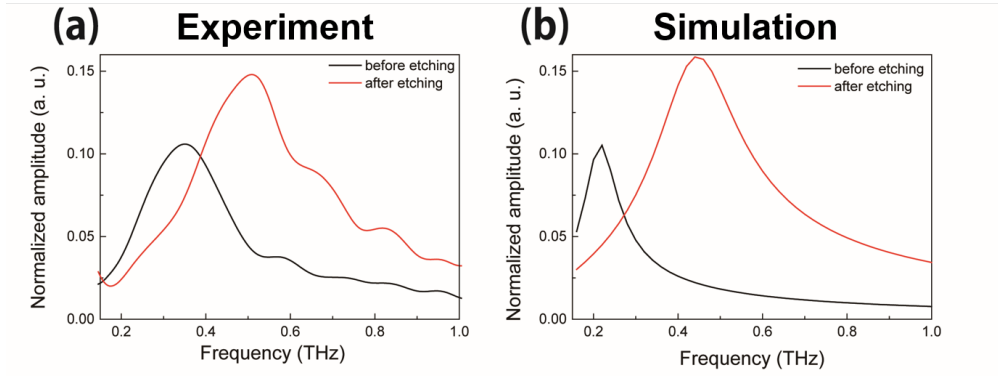 (a) Experiment
before etching
after etching
0.15
0.10
0.05
0.00
Normalized amplitude (a. u.)
0.2 0.4 0.6 0.8 1.0
Frequency (THz)
(b) Simulation
before etching
after etching
0.15
0.10
0.05
0.00
Normalized amplitude (a. u.)
0.2 0.4 0.6 0.8 1.0
Frequency (THz)